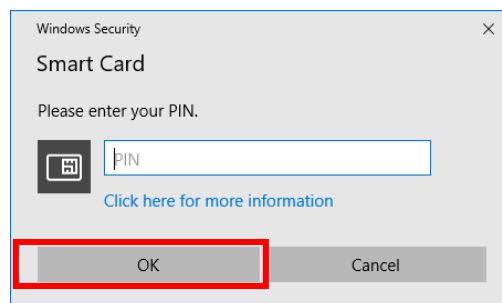 Windows Security
Smart Card
Please enter your PIN.
PIN
Click here for more information
OK Cancel